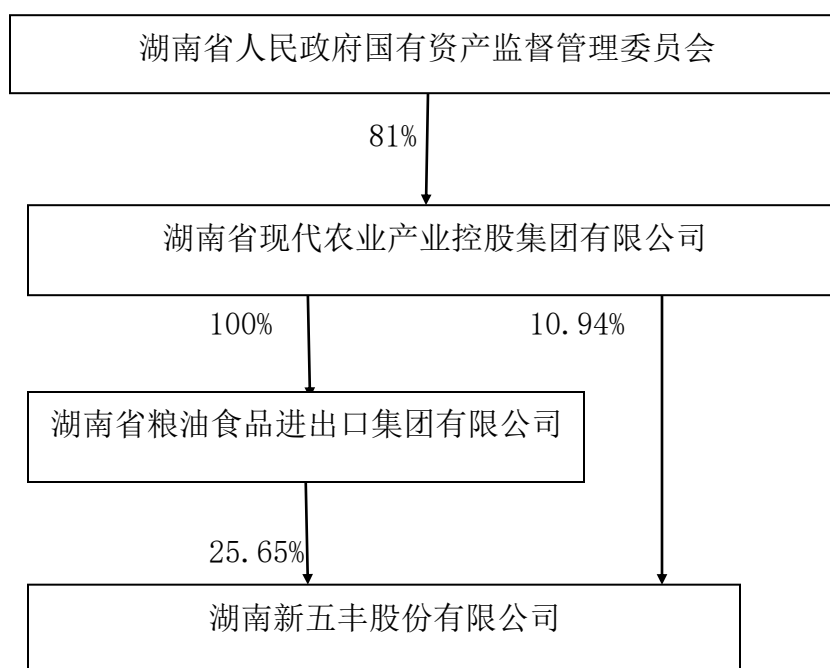 湖南省人民政府国有资产监督管理委员会
81%
湖南省现代农业产业控股集团有限公司
100%
10.94%
湖南省粮油食品进出口集团有限公司
25.65%
湖南新五丰股份有限公司